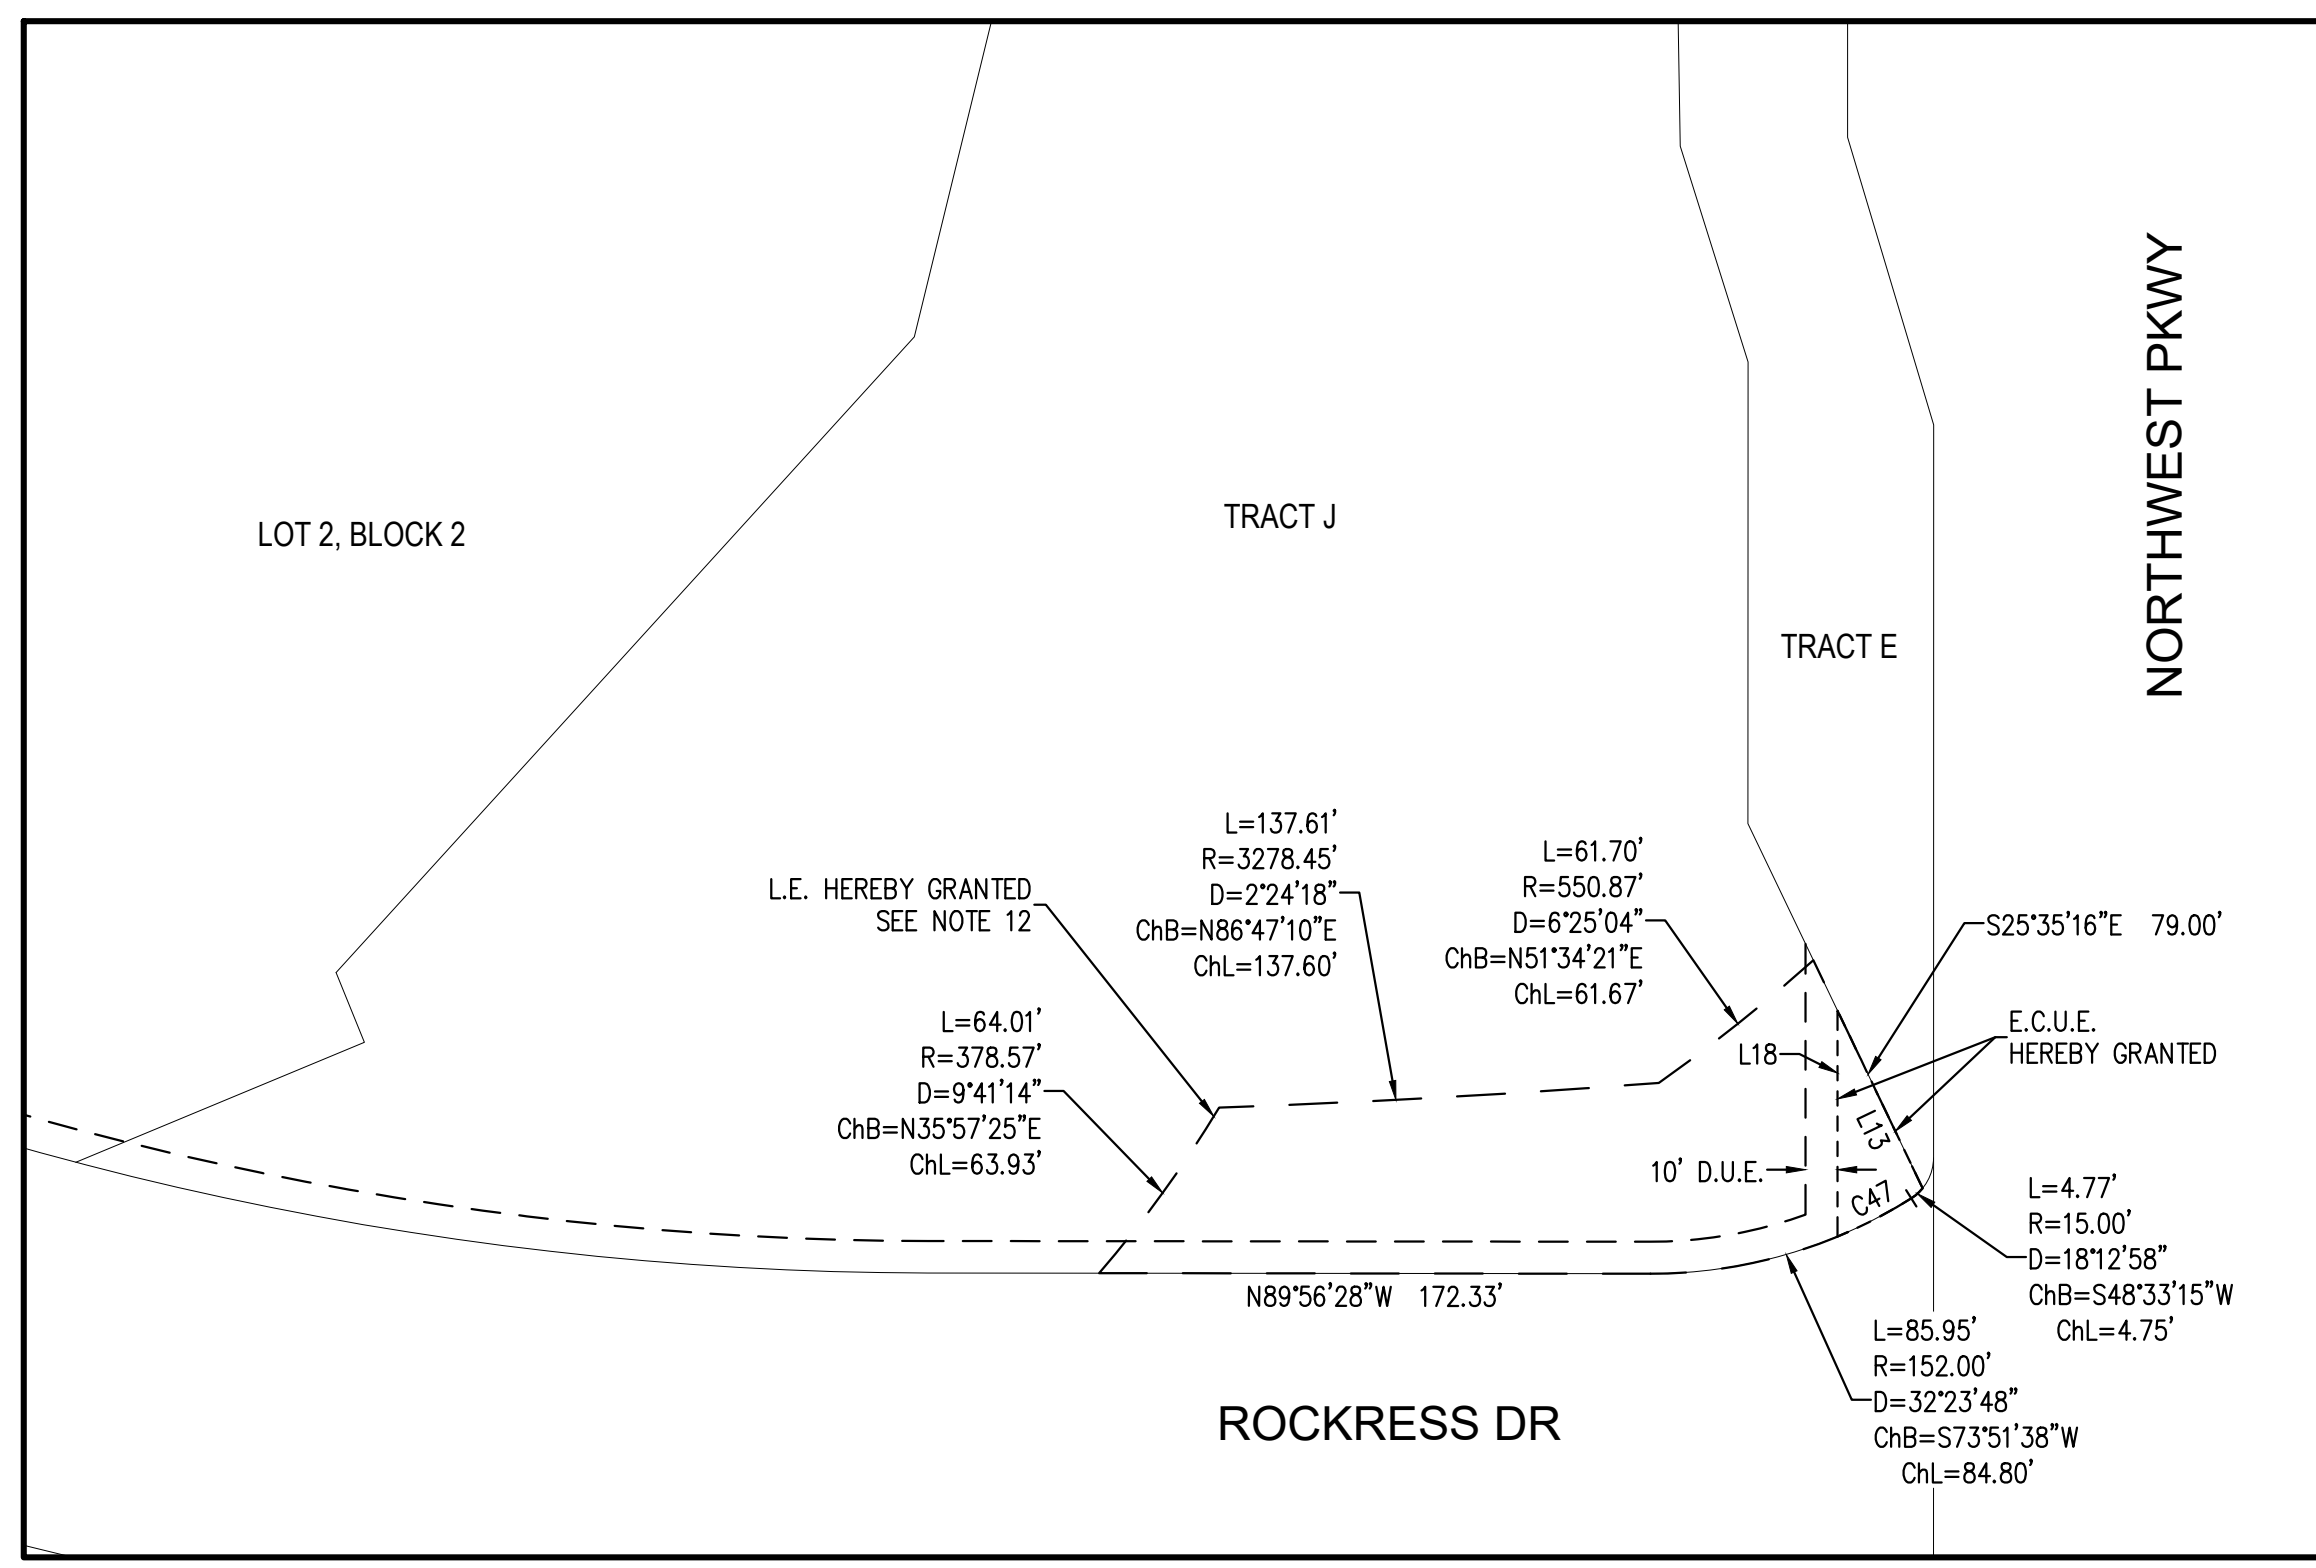 NORTHWEST PKWY
LOT 2, BLOCK 2
TRACT J
TRACT E
L.E. HEREBY GRANTED
SEE NOTE 12
L=137.61'
R=3278.45'
D=2°24'18"
ChB=N86°47'10"E
ChL=137.60'
L=61.70'
R=550.87'
D=6°25'04"
ChB=N51°34'21"E
ChL=61.67'
S25°35'16"E 79.00'
L=64.01'
R=378.57'
D=9°41'14"
ChB=N35°57'25"E
ChL=63.93'
L18
E.C.U.E.
HEREBY GRANTED
L13
10' D.U.E.
C47
L=4.77'
R=15.00'
D=18°12'58"
ChB=S48°33'15"W
ChL=4.75'
N89°56'28"W 172.33'
L=85.95'
R=152.00'
D=32°23'48"
ChB=S73°51'38"W
ChL=84.80'
ROCKRESS DR